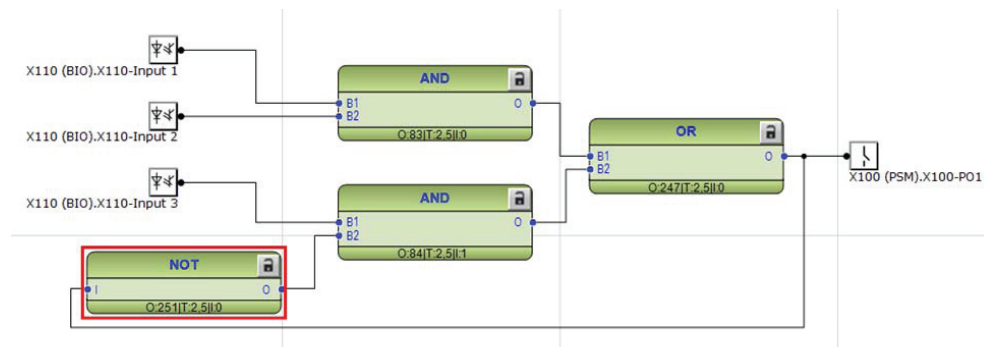 X110 (BIO).X110-Input 1
X110 (BIO).X110-Input 2
X110 (BIO).X110-Input 3
AND
B1 O
B2
O:83|T:2,5|I:0
AND
B1 O
B2
O:84|T:2,5|I:1
OR
B1 O
B2
O:247|T:2,5|I:0
X100 (PSM).X100-PO1
NOT
I O
O:251|T:2,5|I:0